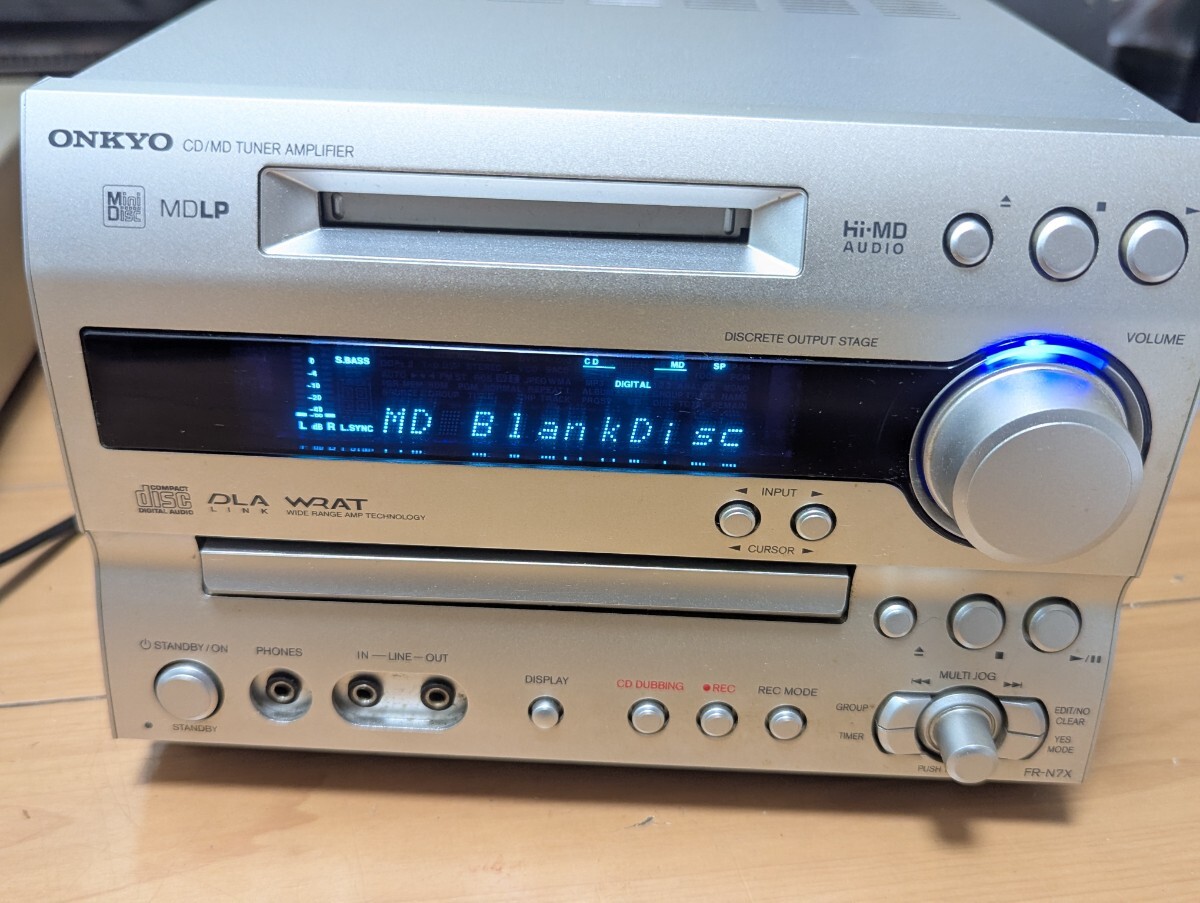 ONKYO CD/MD TUNER AMPLIFIER
Mini Disc MDLP
Hi-MD AUDIO
DISCRETE OUTPUT STAGE
VOLUME
S.BASS
CD MD SP
DIGITAL
L dB R L.SYNC
MD BlankDisc
COMPACT disc DIGITAL AUDIO
DLA LINK
WRAT
WIDE RANGE AMP TECHNOLOGY
INPUT
CURSOR
STANDBY/ON
STANDBY
PHONES
IN LINE OUT
DISPLAY
CD DUBBING
REC
REC MODE
MULTI JOG
GROUP
TIMER
EDIT/NO
CLEAR
YES
MODE
PUSH
FR-N7X